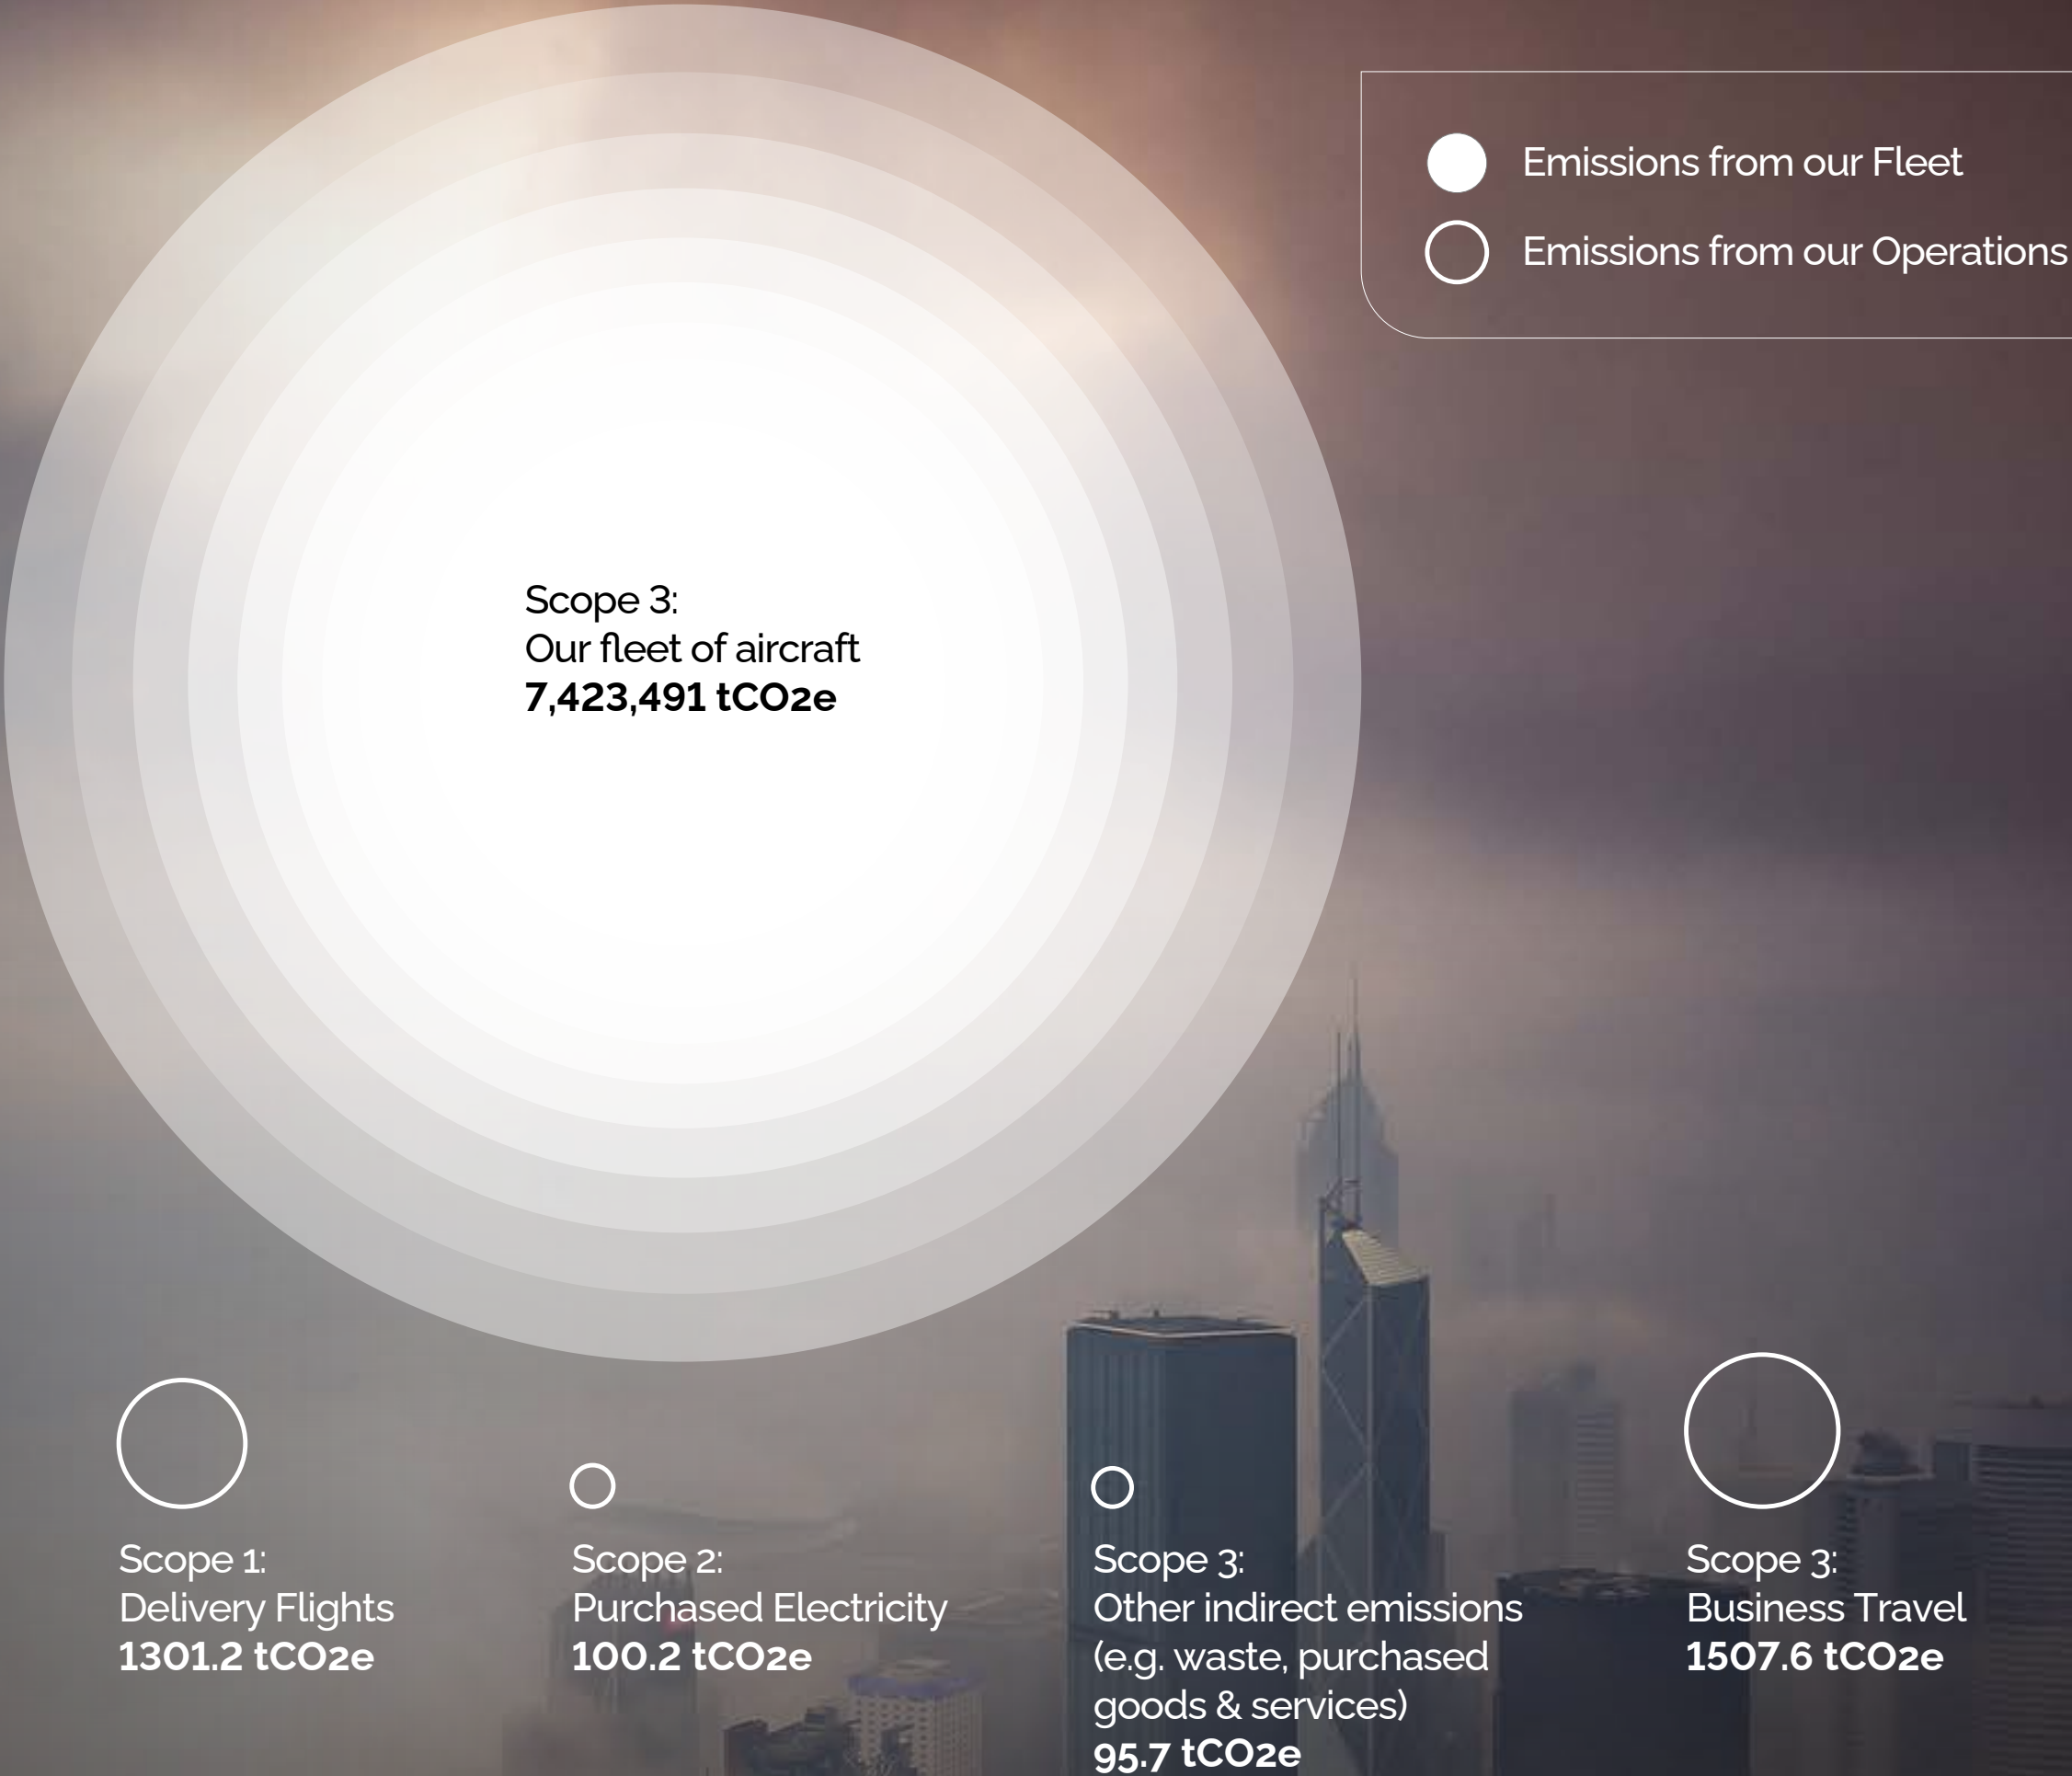 Emissions from our Fleet
Emissions from our Operations
Scope 3:
Our fleet of aircraft
7,423,491 tCO2e
Scope 1:
Delivery Flights
1301.2 tCO2e
Scope 2:
Purchased Electricity
100.2 tCO2e
Scope 3:
Other indirect emissions
(e.g. waste, purchased
goods & services)
95.7 tCO2e
Scope 3:
Business Travel
1507.6 tCO2e